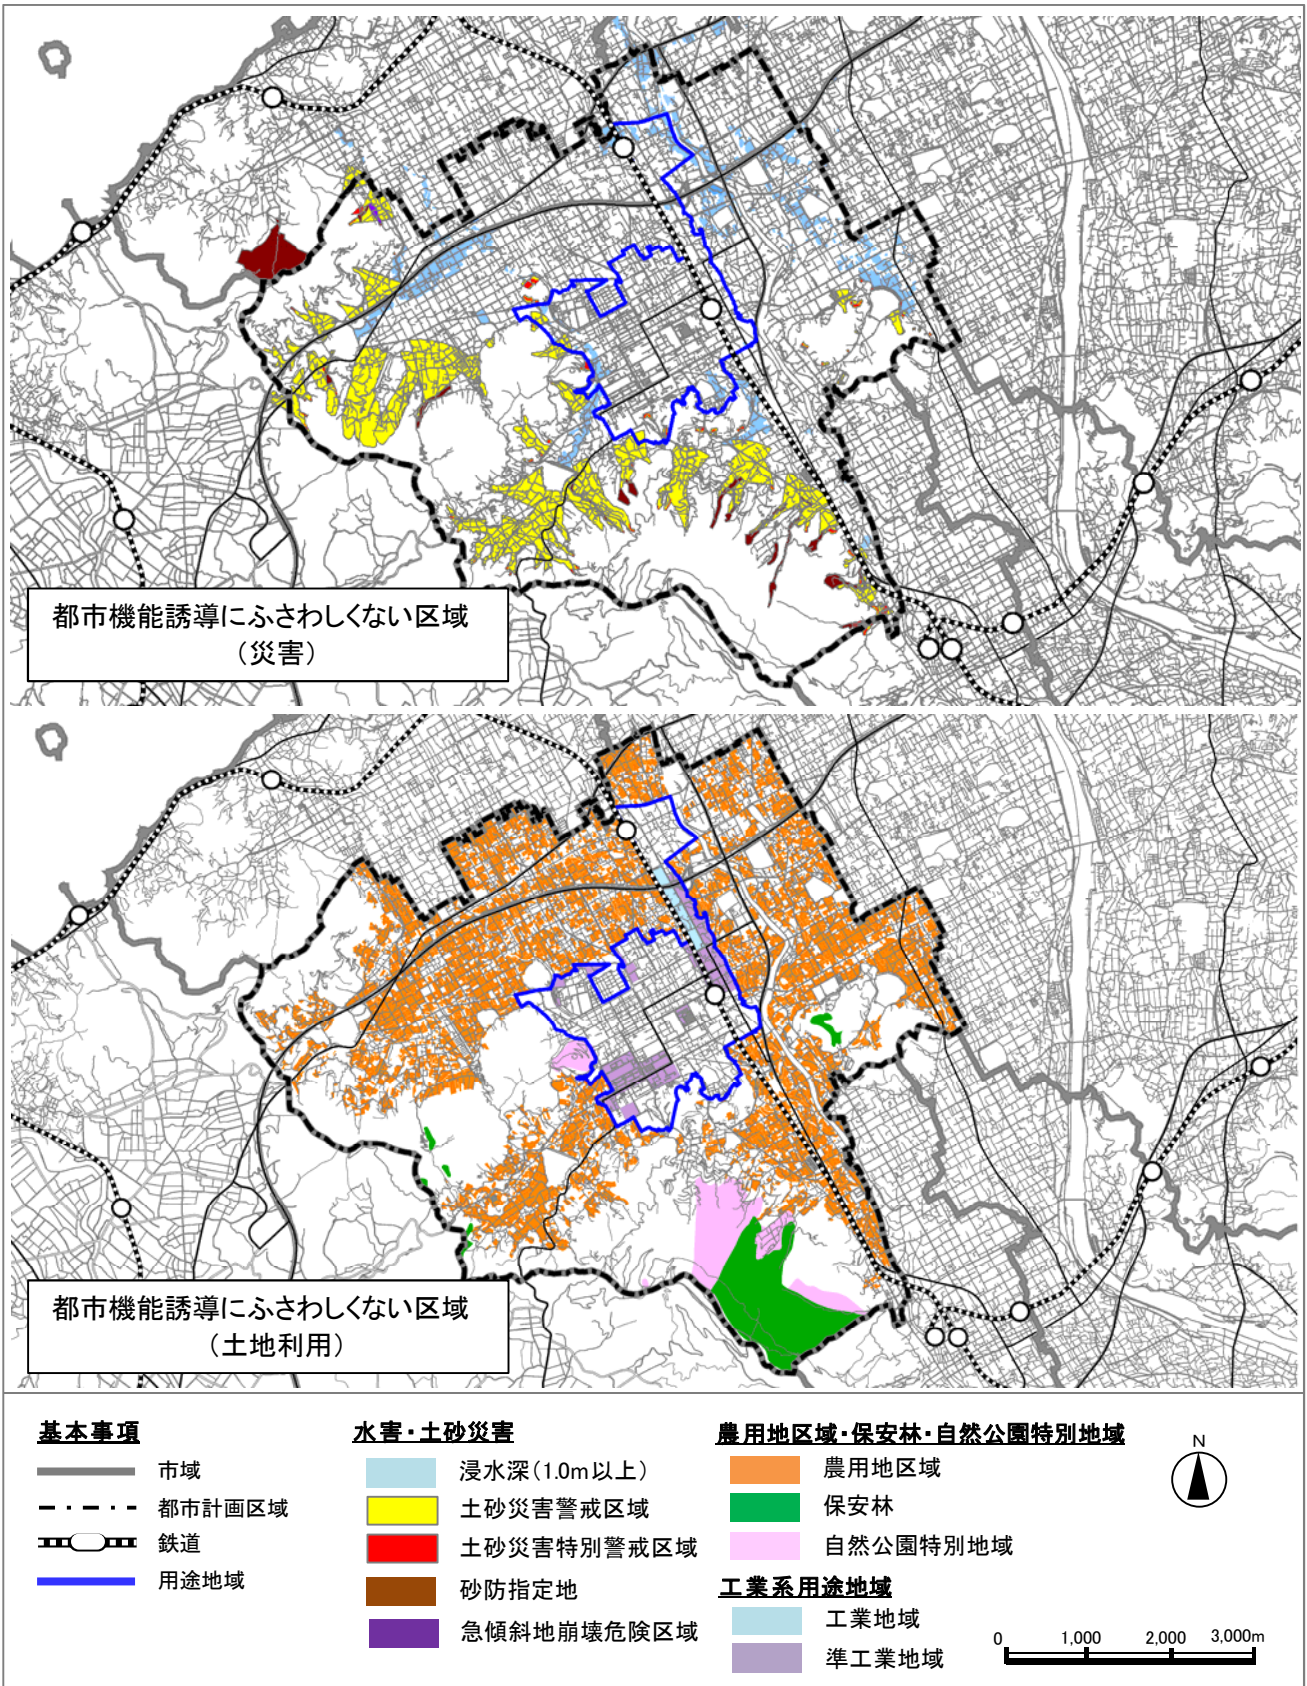 都市機能誘導にふさわしくない区域
（災害）
都市機能誘導にふさわしくない区域
（土地利用）
基本事項
市域
都市計画区域
鉄道
用途地域
水害・土砂災害
浸水深（1.0m以上）
土砂災害警戒区域
土砂災害特別警戒区域
砂防指定地
急傾斜地崩壊危険区域
農用地区域・保安林・自然公園特別地域
農用地区域
保安林
自然公園特別地域
工業系用途地域
工業地域
準工業地域
N
0 1,000 2,000 3,000m